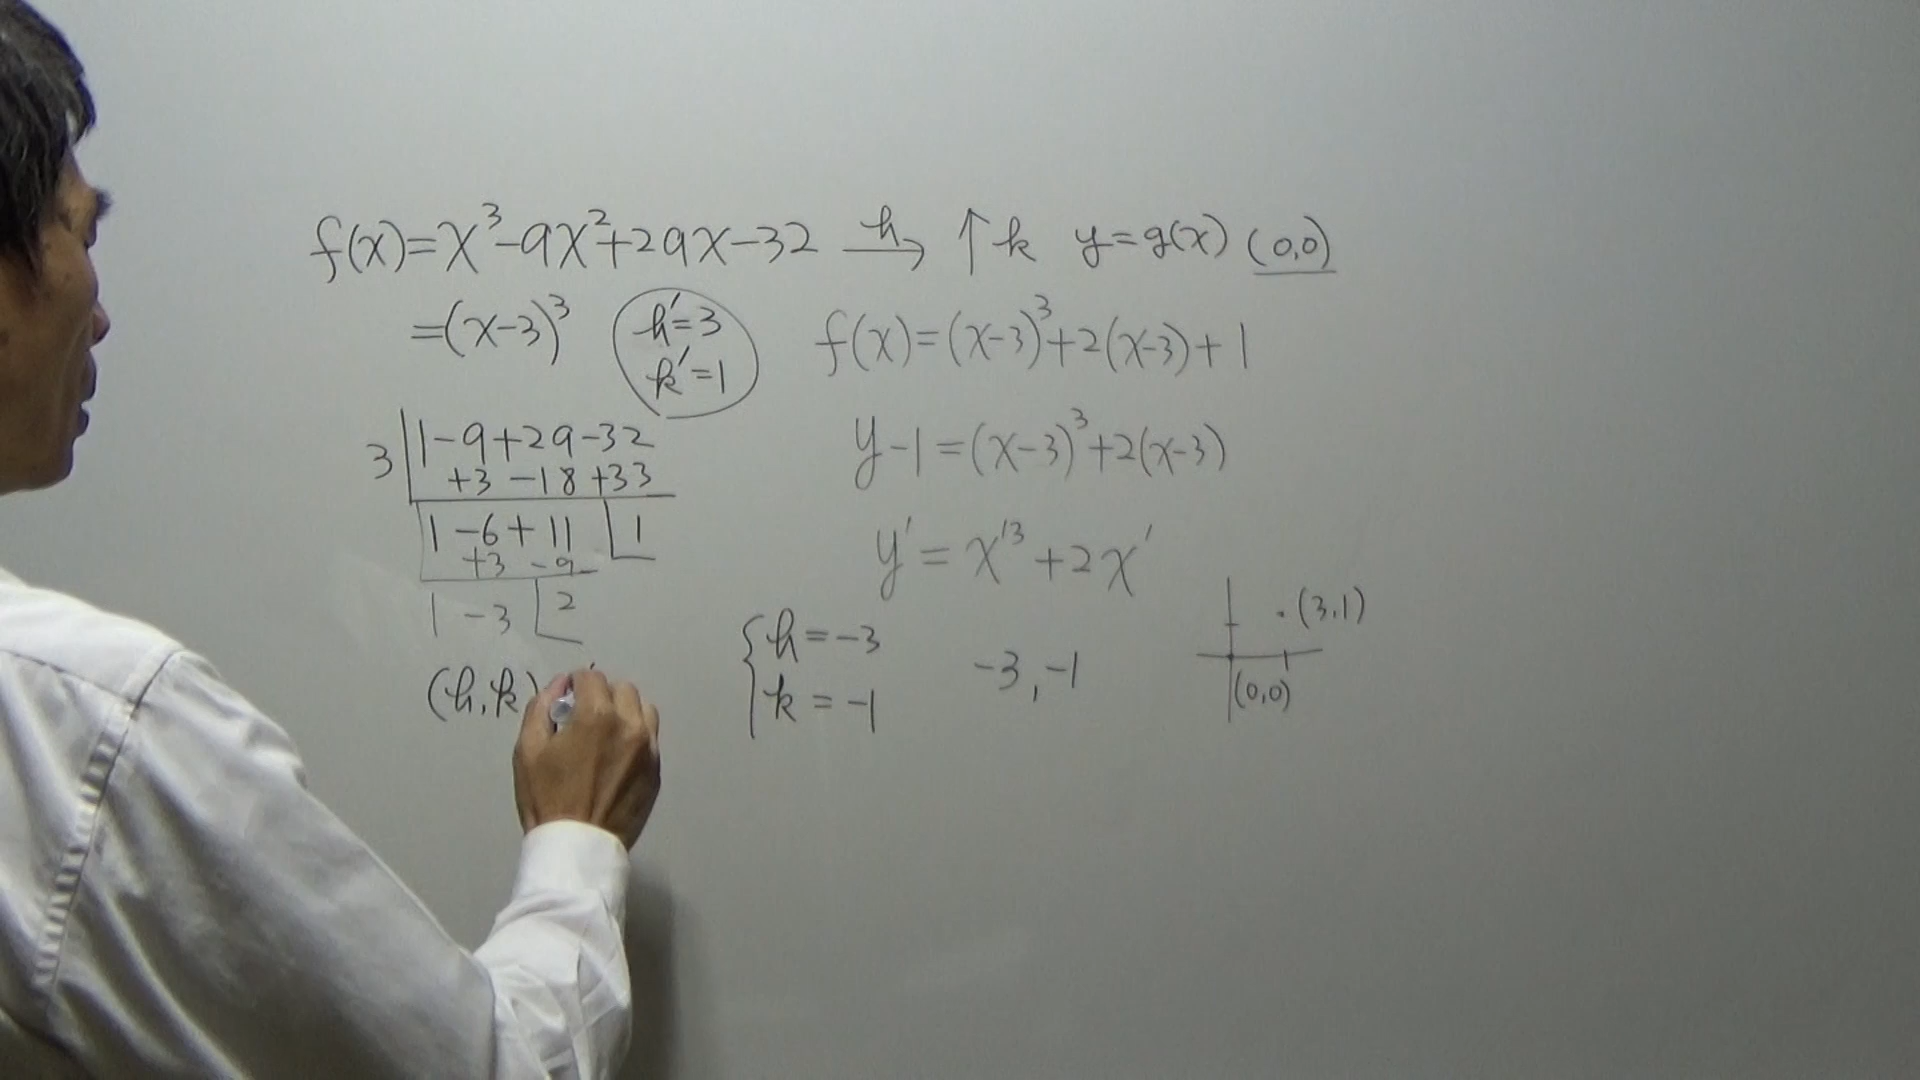 f(x)=x³-9x²+29x-32 h→ ↑k y=g(x) (0,0)
=(x-3)³
h'=3
k'=1
f(x)=(x-3)³+2(x-3)+1
3 | 1-9+29-32
+3 -18 +33
1 -6+ 11 | 1
+3 -9
1 -3 | 2
y-1=(x-3)³+2(x-3)
y'=x'³+2x'
{h=-3
k=-1
-3,-1
(3,1)
(0,0)
(h,k)